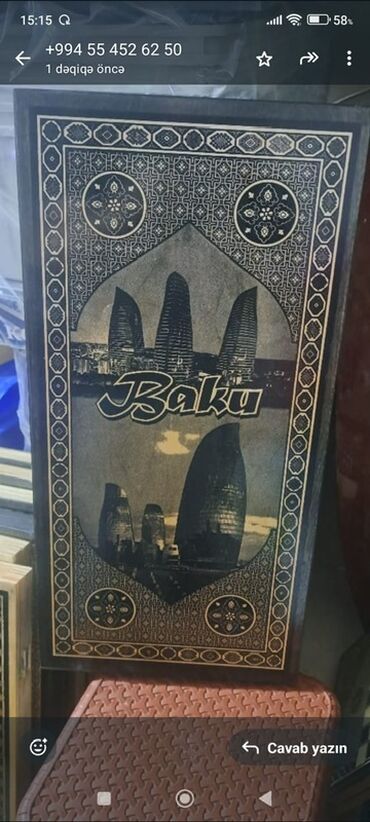 15:15
58%
+994 55 452 62 50
1 dəqiqə öncə
Baku
Cavab yazın